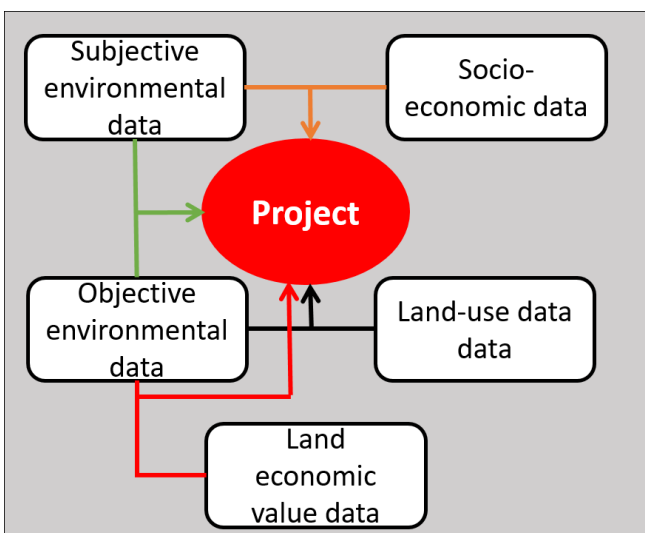 Subjective
environmental
data
Socio-
economic data
Project
Objective
environmental
data
Land-use data
data
Land
economic
value data